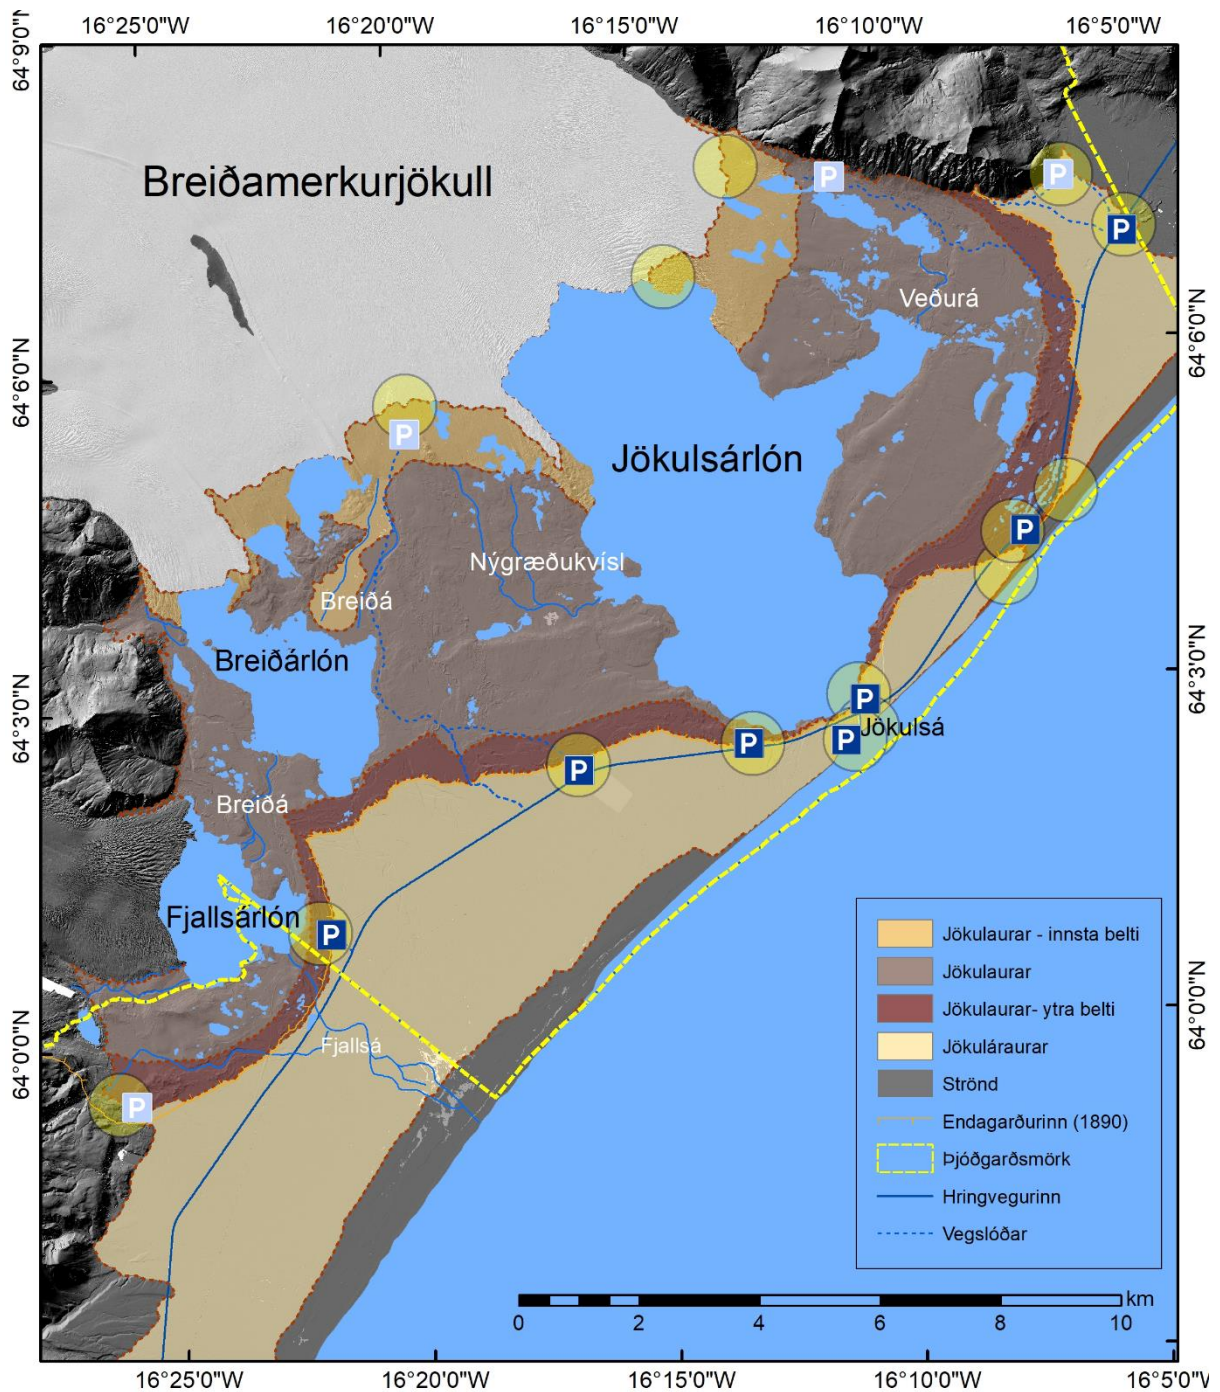 16°25'0"W 16°20'0"W 16°15'0"W 16°10'0"W 16°5'0"W
64°9'0"N
Breiðamerkurjökull
P
P
P
Veðurá
64°6'0"N
64°6'0"N
P
Jökulsárlón
P
Nýgræðukvísl
Breiðá
Breiðárlón
64°3'0"N
64°3'0"N
P
Jökulsá
P
P
P
Breiðá
Fjallsárlón
P
Fjallsá
64°0'0"N
64°0'0"N
P
Jökulaurar - innsta belti
Jökulaurar
Jökulaurar- ytra belti
Jökuláraurar
Strönd
Endagarðurinn (1890)
Þjóðgarðsmörk
Hringvegurinn
Vegslóðar
km
0 2 4 6 8 10
16°25'0"W 16°20'0"W 16°15'0"W 16°10'0"W 16°5'0"W